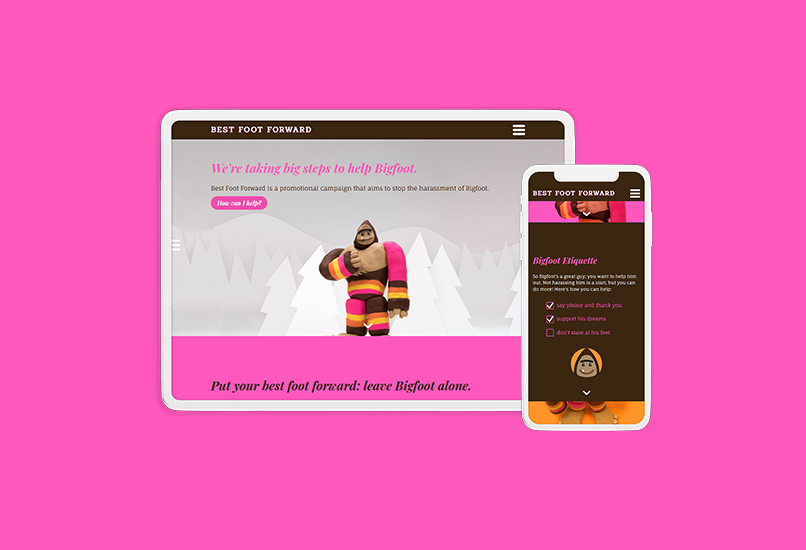 BEST FOOT FORWARD
We're taking big steps to help Bigfoot.
Best Foot Forward is a promotional campaign that aims to stop the harassment of Bigfoot.
How can I help?
Put your best foot forward: leave Bigfoot alone.
BEST FOOT FORWARD
Bigfoot Etiquette
So Bigfoot's a great guy; you want to help him
out. Not harassing him is a start, but you can
do more! Here's how you can help:
say please and thank you
support his dreams
don't stare at his feet